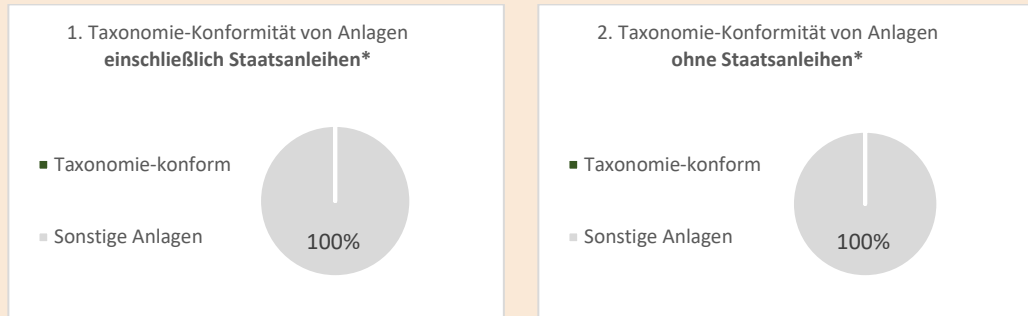 1. Taxonomie-Konformität von Anlagen
einschließlich Staatsanleihen*
Taxonomie-konform
Sonstige Anlagen
100%
2. Taxonomie-Konformität von Anlagen
ohne Staatsanleihen*
Taxonomie-konform
Sonstige Anlagen
100%